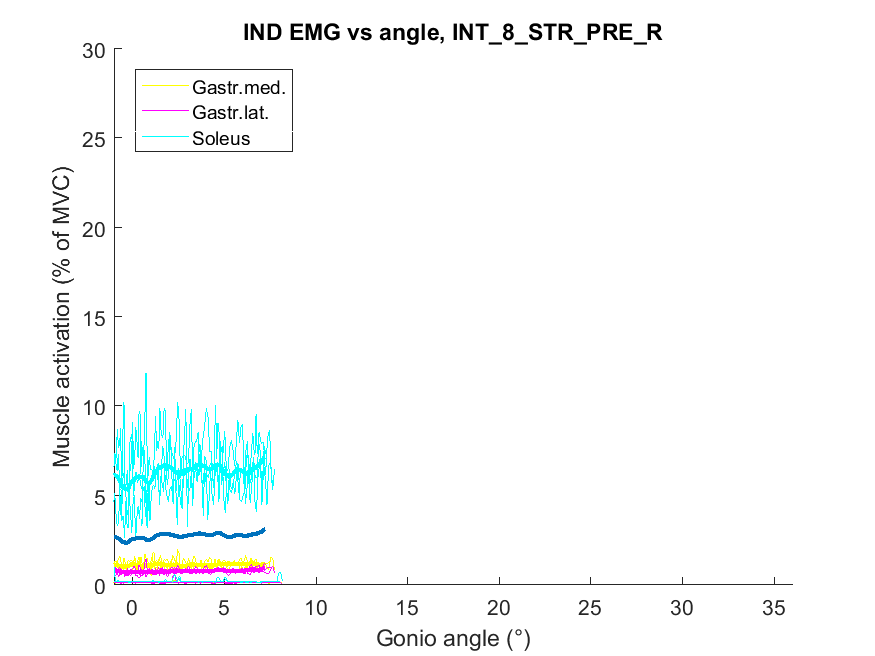 IND EMG vs angle, INT_8_STR_PRE_R
30
25
20
15
10
5
0
Muscle activation (% of MVC)
Gastr.med.
Gastr.lat.
Soleus
0 5 10 15 20 25 30 35
Gonio angle (°)